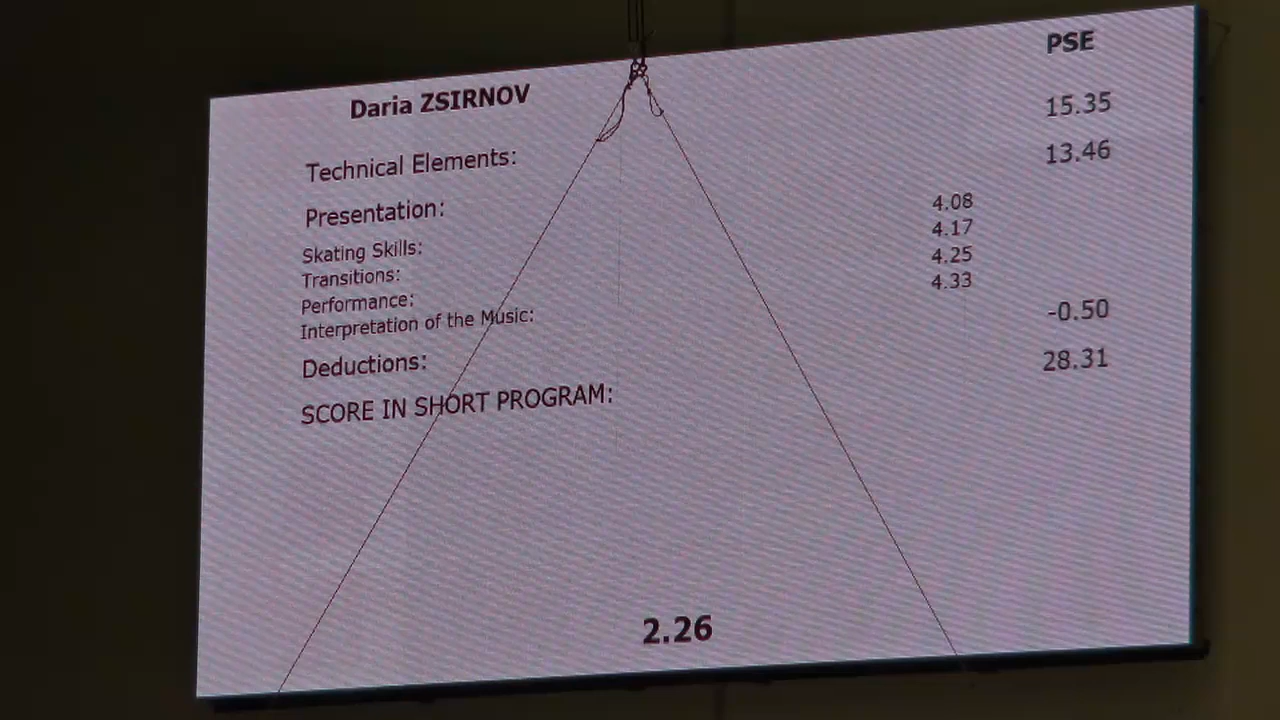 Daria ZSIRNOV PSE
Technical Elements: 15.35
Presentation: 13.46
Skating Skills: 4.08
Transitions: 4.17
Performance: 4.25
Interpretation of the Music: 4.33
Deductions: -0.50
SCORE IN SHORT PROGRAM: 28.31
2.26